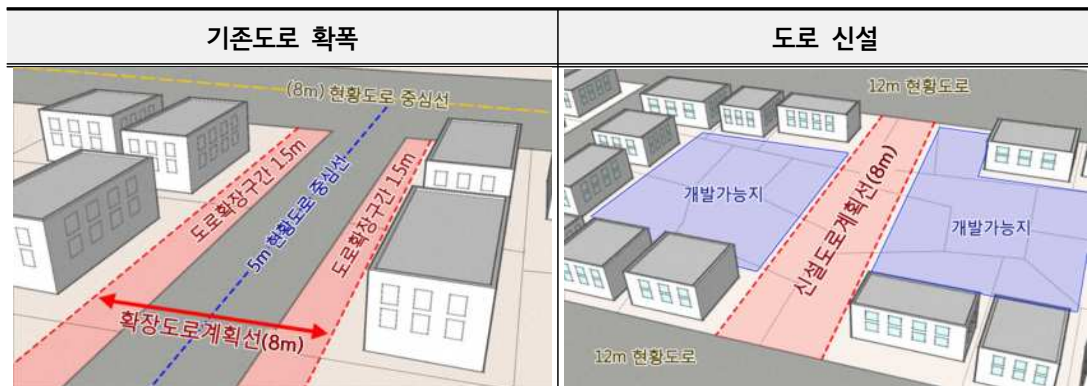 기존도로 확폭
도로 신설
(8m) 현황도로 중심선
도로확장구간 1.5m
5m 현황도로 중심선
도로확장구간 1.5m
확장도로계획선(8m)
12m 현황도로
개발가능지
신설도로계획선(8m)
개발가능지
12m 현황도로